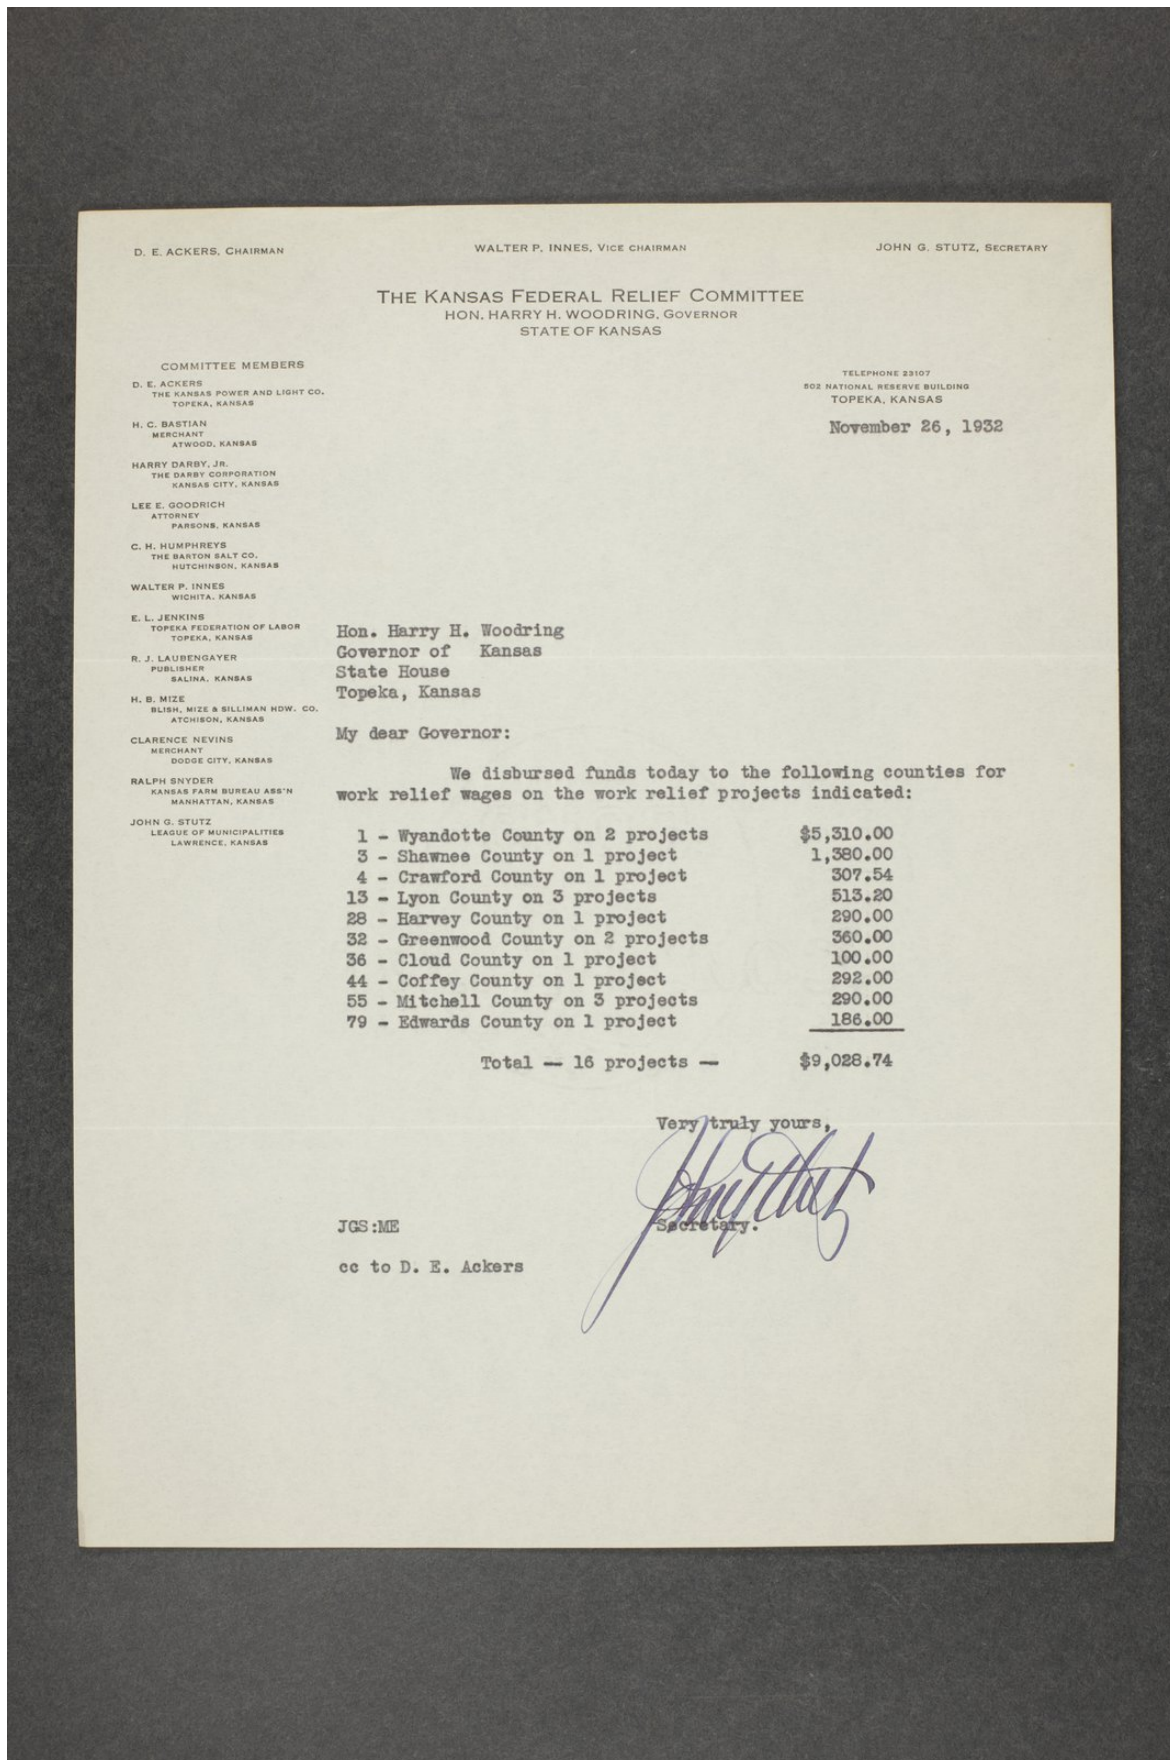 D. E. ACKERS, CHAIRMAN WALTER P. INNES, VICE CHAIRMAN JOHN G. STUTZ, SECRETARY
THE KANSAS FEDERAL RELIEF COMMITTEE
HON. HARRY H. WOODRING, GOVERNOR
STATE OF KANSAS
COMMITTEE MEMBERS
D. E. ACKERS
THE KANSAS POWER AND LIGHT CO.
TOPEKA, KANSAS
H. C. BASTIAN
MERCHANT
ATWOOD, KANSAS
HARRY DARBY, JR.
THE DARBY CORPORATION
KANSAS CITY, KANSAS
LEE E. GOODRICH
ATTORNEY
PARSONS, KANSAS
C. H. HUMPHREYS
THE BARTON SALT CO.
HUTCHINSON, KANSAS
WALTER P. INNES
WICHITA, KANSAS
E. L. JENKINS
TOPEKA FEDERATION OF LABOR
TOPEKA, KANSAS
R. J. LAUBENGAYER
PUBLISHER
SALINA, KANSAS
H. B. MIZE
BLISH, MIZE & SILLIMAN HDW. CO.
ATCHISON, KANSAS
CLARENCE NEVINS
MERCHANT
DODGE CITY, KANSAS
RALPH SNYDER
KANSAS FARM BUREAU ASS'N
MANHATTAN, KANSAS
JOHN G. STUTZ
LEAGUE OF MUNICIPALITIES
LAWRENCE, KANSAS
TELEPHONE 23107
502 NATIONAL RESERVE BUILDING
TOPEKA, KANSAS
November 26, 1932
Hon. Harry H. Woodring
Governor of Kansas
State House
Topeka, Kansas
My dear Governor:
We disbursed funds today to the following counties for
work relief wages on the work relief projects indicated:
1 - Wyandotte County on 2 projects $5,310.00
3 - Shawnee County on 1 project 1,380.00
4 - Crawford County on 1 project 307.54
13 - Lyon County on 3 projects 513.20
28 - Harvey County on 1 project 290.00
32 - Greenwood County on 2 projects 360.00
36 - Cloud County on 1 project 100.00
44 - Coffey County on 1 project 292.00
55 - Mitchell County on 3 projects 290.00
79 - Edwards County on 1 project 186.00
Total -- 16 projects -- $9,028.74
Very truly yours,
John G Stutz
Secretary.
JGS:ME
cc to D. E. Ackers